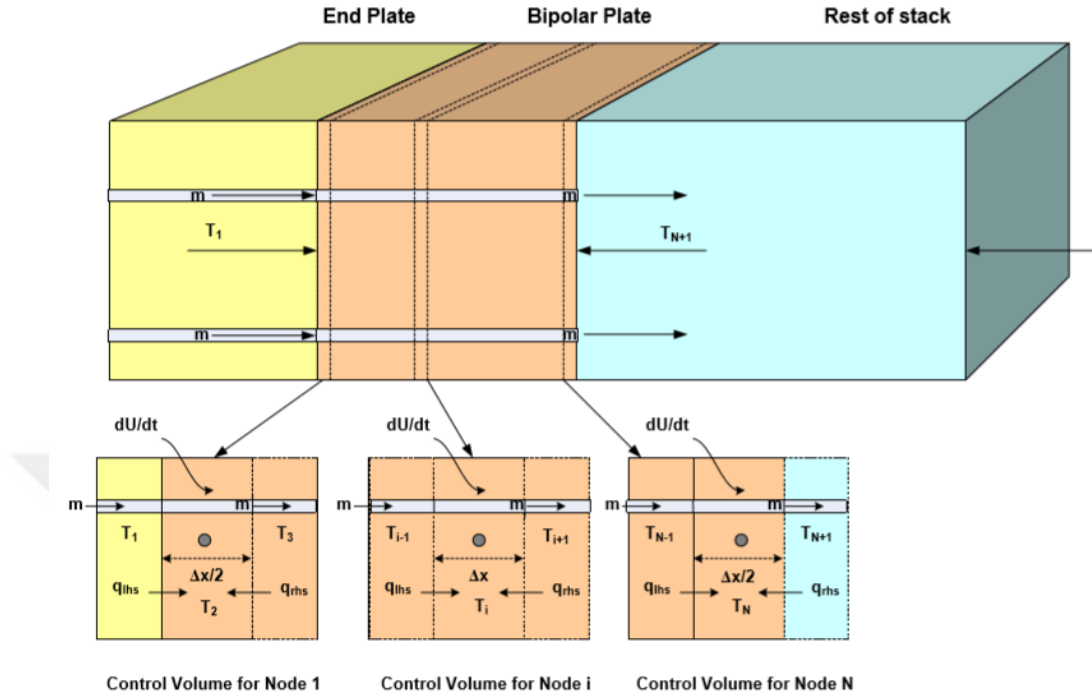 End Plate Bipolar Plate Rest of stack
m m
T1 TN+1
m m
dU/dt dU/dt
m m m m m m
T1 T3 Ti-1 Ti+1 TN-1 TN+1
Δx/2 Δx Δx/2
qlhs qrhs qlhs qrhs qlhs qrhs
T2 Ti TN
Control Volume for Node 1 Control Volume for Node i Control Volume for Node N